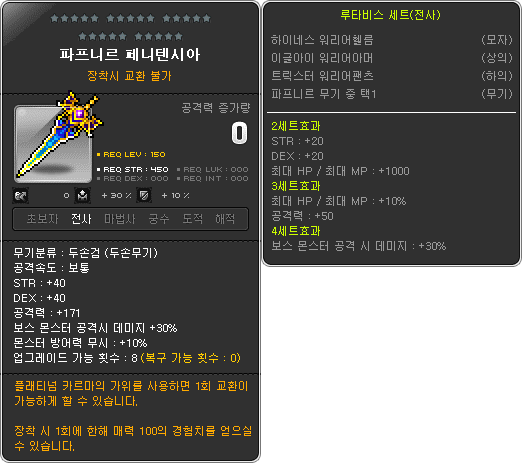 파프니르 페니텐시아
장착시 교환 불가
공격력 증가량
0
REQ LEV : 150
REQ STR : 450 REQ LUK : 000
REQ DEX : 000 REQ INT : 000
0 + 30 % + 10 %
초보자 전사 마법사 궁수 도적 해적
무기분류 : 두손검 (두손무기)
공격속도 : 보통
STR : +40
DEX : +40
공격력 : +171
보스 몬스터 공격시 데미지 +30%
몬스터 방어력 무시 : +10%
업그레이드 가능 횟수 : 8 (복구 가능 횟수 : 0)
플래티넘 카르마의 가위를 사용하면 1회 교환이
가능하게 할 수 있습니다.
장착 시 1회에 한해 매력 100의 경험치를 얻으실
수 있습니다.
루타비스 세트(전사)
하이네스 워리어헬름 (모자)
이글아이 워리어아머 (상의)
트릭스터 워리어팬츠 (하의)
파프니르 무기 중 택1 (무기)
2세트효과
STR : +20
DEX : +20
최대 HP / 최대 MP : +1000
3세트효과
최대 HP / 최대 MP : +10%
공격력 : +50
4세트효과
보스 몬스터 공격 시 데미지 : +30%